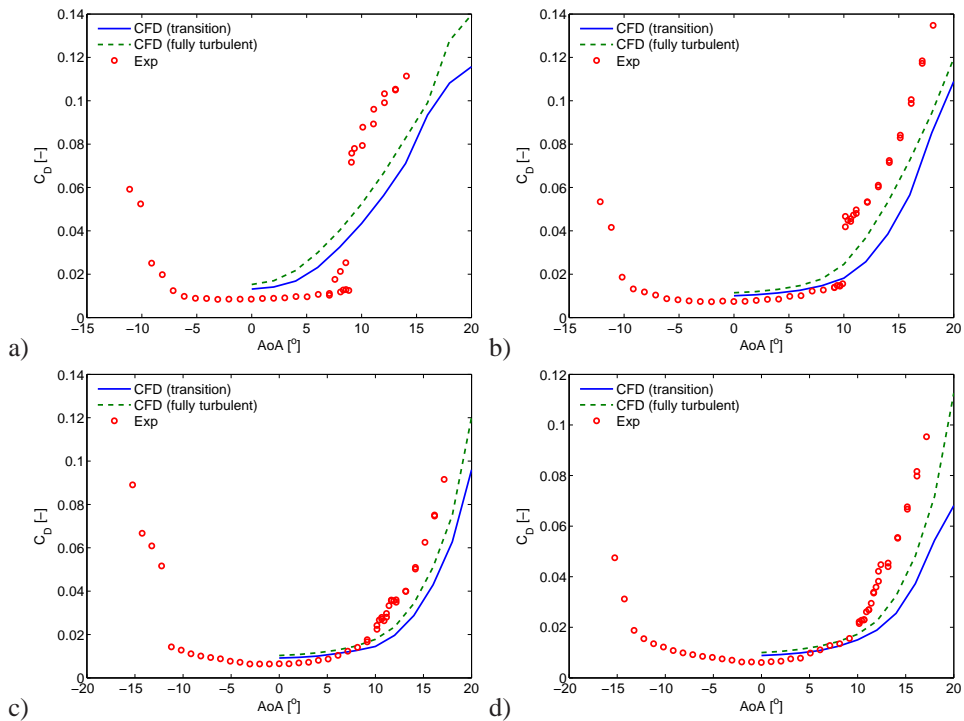 0.14
0.12
0.1
0.08
0.06
0.04
0.02
0
C_D [−]
CFD (transition)
CFD (fully turbulent)
Exp
−15 −10 −5 0 5 10 15 20
AoA [°]
a)
0.14
0.12
0.1
0.08
0.06
0.04
0.02
0
C_D [−]
CFD (transition)
CFD (fully turbulent)
Exp
−15 −10 −5 0 5 10 15 20
AoA [°]
b)
0.14
0.12
0.1
0.08
0.06
0.04
0.02
0
C_D [−]
CFD (transition)
CFD (fully turbulent)
Exp
−20 −15 −10 −5 0 5 10 15 20
AoA [°]
c)
0.12
0.1
0.08
0.06
0.04
0.02
0
C_D [−]
CFD (transition)
CFD (fully turbulent)
Exp
−20 −15 −10 −5 0 5 10 15 20
AoA [°]
d)